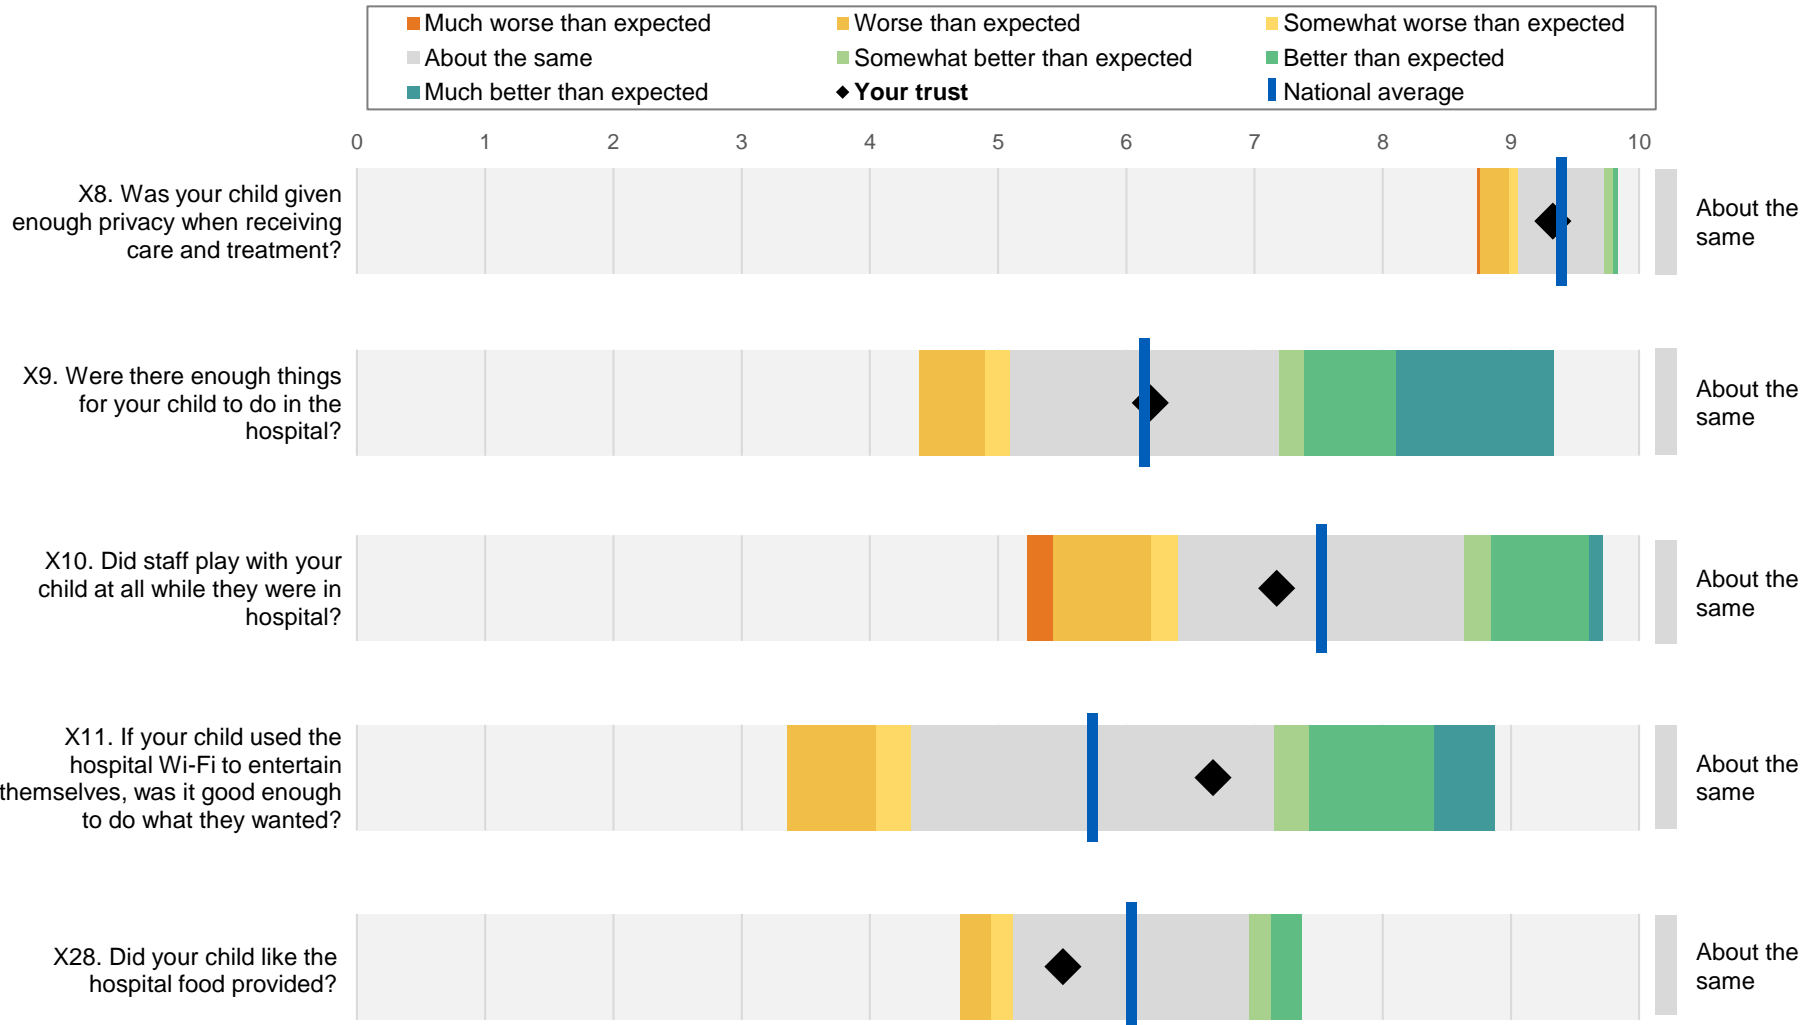 Much worse than expected
Worse than expected
Somewhat worse than expected
About the same
Somewhat better than expected
Better than expected
Much better than expected
Your trust
National average
0 1 2 3 4 5 6 7 8 9 10
X8. Was your child given
enough privacy when receiving
care and treatment?
About the
same
X9. Were there enough things
for your child to do in the
hospital?
About the
same
X10. Did staff play with your
child at all while they were in
hospital?
About the
same
X11. If your child used the
hospital Wi-Fi to entertain
themselves, was it good enough
to do what they wanted?
About the
same
X28. Did your child like the
hospital food provided?
About the
same